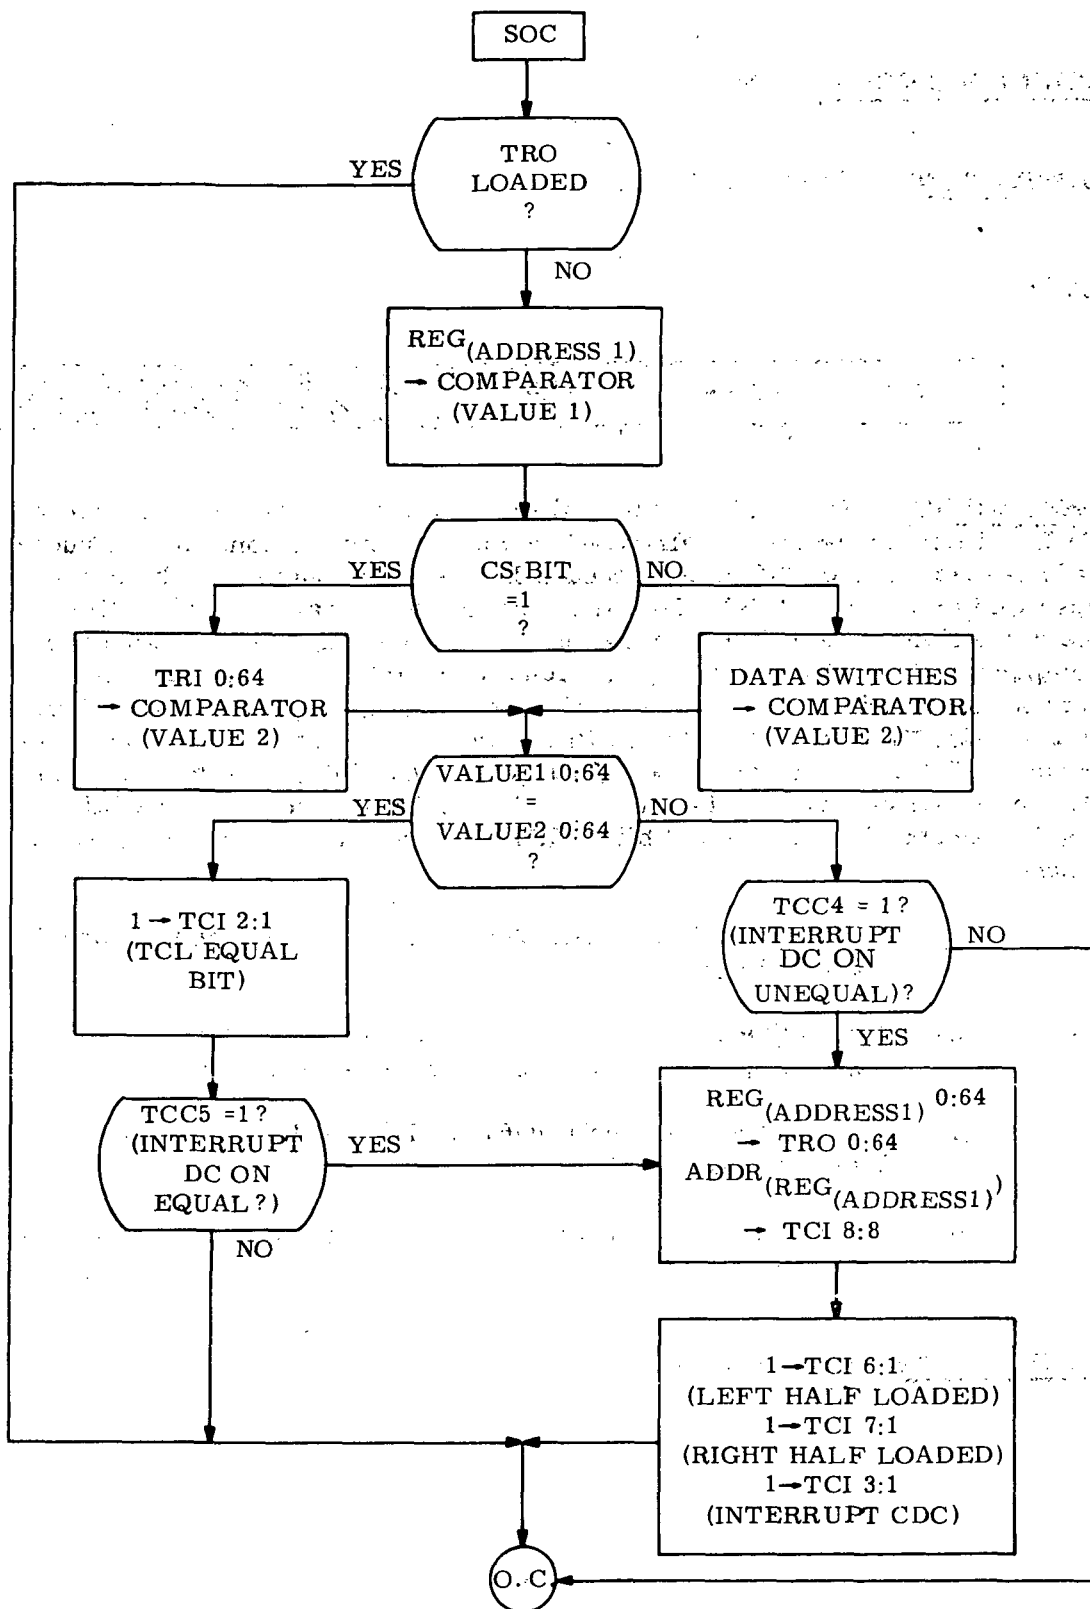 SOC
TRO
LOADED
?
YES
NO
REG(ADDRESS 1)
→ COMPARATOR
(VALUE 1)
CS BIT
=1
?
YES
NO
TRI 0:64
→ COMPARATOR
(VALUE 2)
DATA SWITCHES
→ COMPARATOR
(VALUE 2)
VALUE1 0:64
=
VALUE2 0:64
?
YES
NO
1 → TCI 2:1
(TCL EQUAL
BIT)
TCC4 = 1?
(INTERRUPT
DC ON
UNEQUAL)?
NO
YES
TCC5 =1?
(INTERRUPT
DC ON
EQUAL?)
YES
NO
REG(ADDRESS1) 0:64
→ TRO 0:64
ADDR(REG(ADDRESS1))
→ TCI 8:8
1→TCI 6:1
(LEFT HALF LOADED)
1→TCI 7:1
(RIGHT HALF LOADED)
1→TCI 3:1
(INTERRUPT CDC)
O.C.